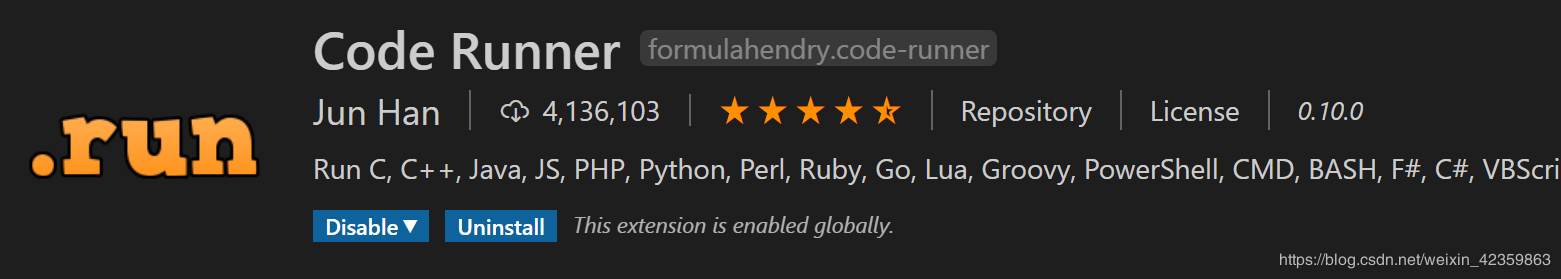 .run
Code Runner formulahendry.code-runner
Jun Han 4,136,103 Repository License 0.10.0
Run C, C++, Java, JS, PHP, Python, Perl, Ruby, Go, Lua, Groovy, PowerShell, CMD, BASH, F#, C#, VBScri
Disable Uninstall This extension is enabled globally.
https://blog.csdn.net/weixin_42359863